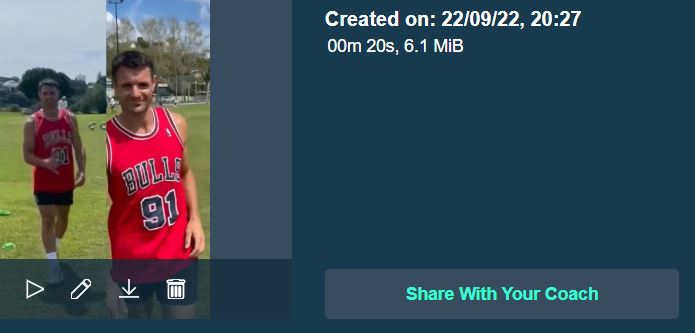 Created on: 22/09/22, 20:27
00m 20s, 6.1 MiB
BULLS
91
BULLS
91
Share With Your Coach